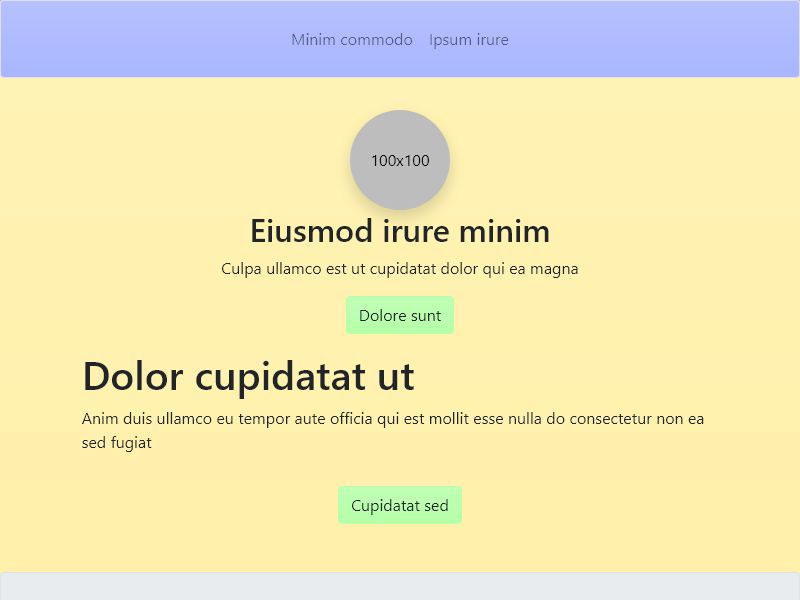 Minim commodo Ipsum irure
100x100
Eiusmod irure minim
Culpa ullamco est ut cupidatat dolor qui ea magna
Dolore sunt
Dolor cupidatat ut
Anim duis ullamco eu tempor aute officia qui est mollit esse nulla do consectetur non ea
sed fugiat
Cupidatat sed